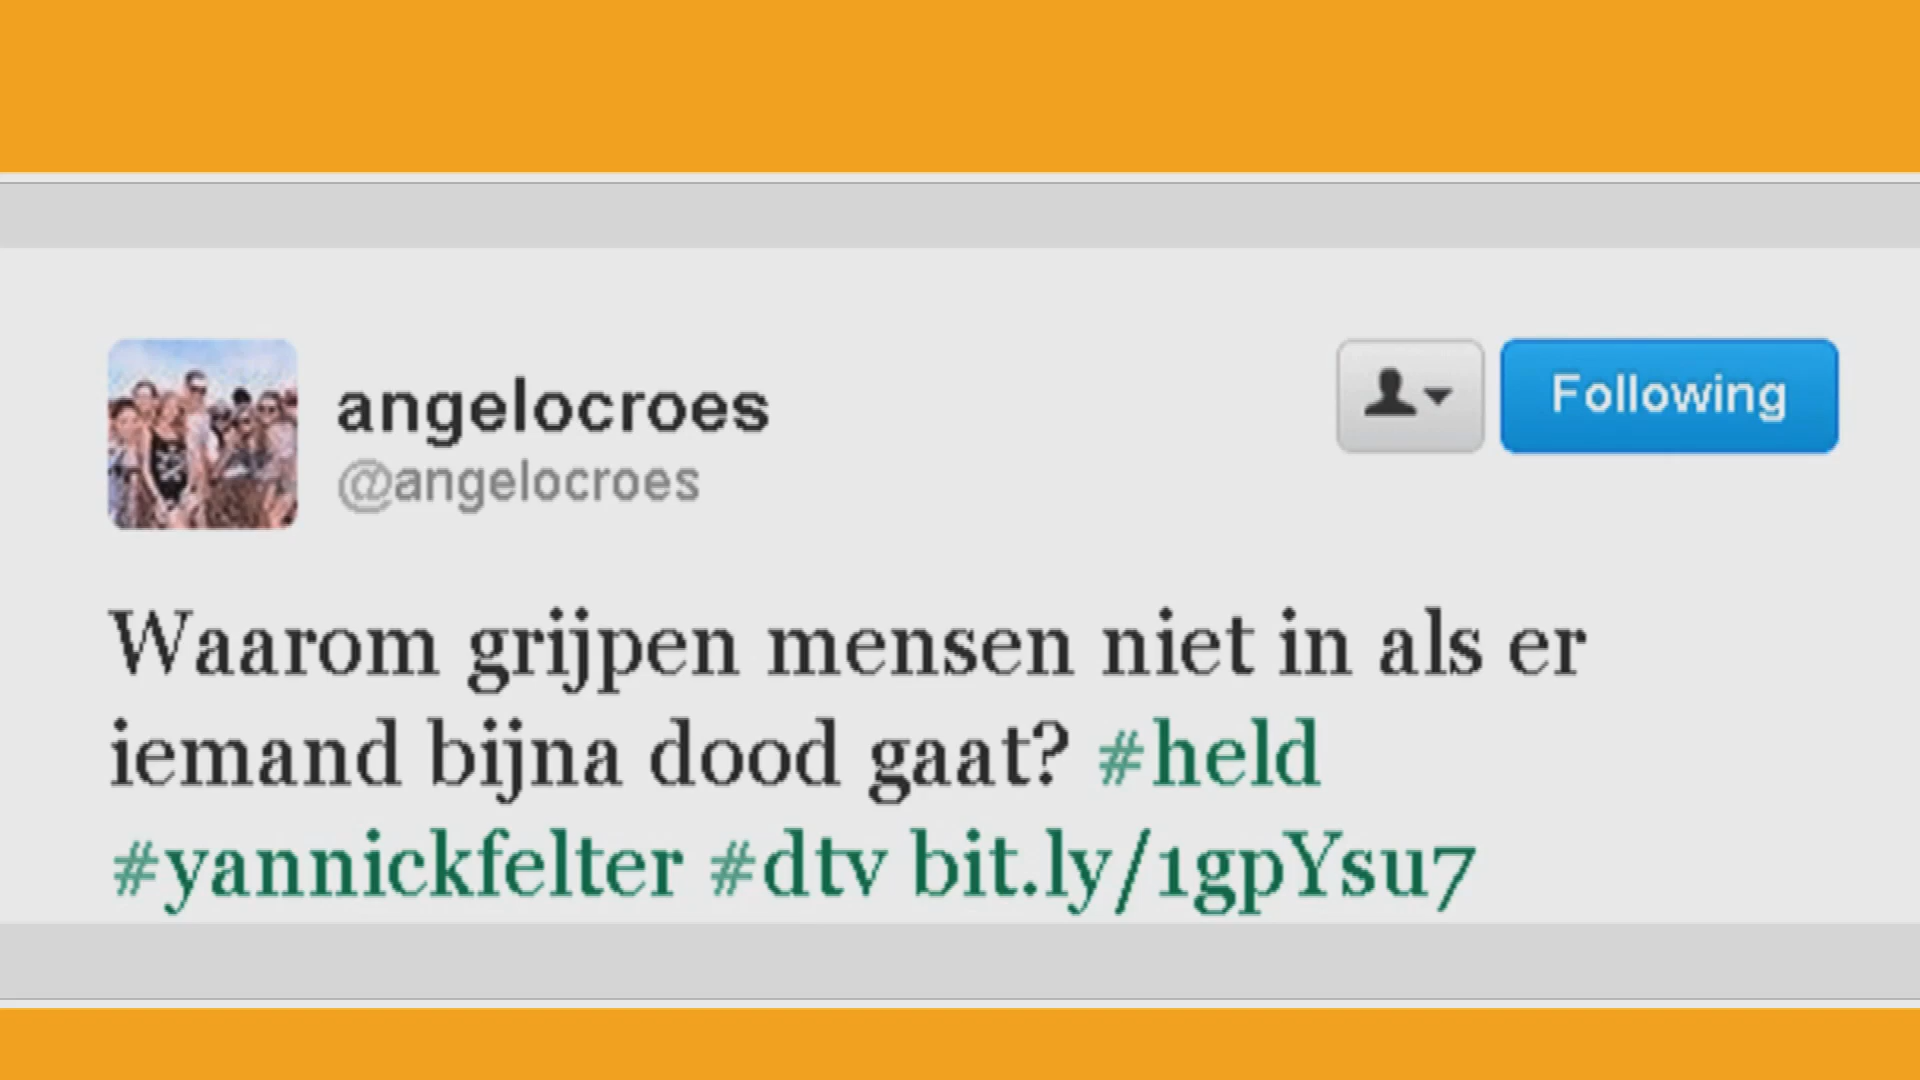 angelocroes
@angelocroes
Following
Waarom grijpen mensen niet in als er
iemand bijna dood gaat? #held
#yannickfelter #dtv bit.ly/1gpYsu7